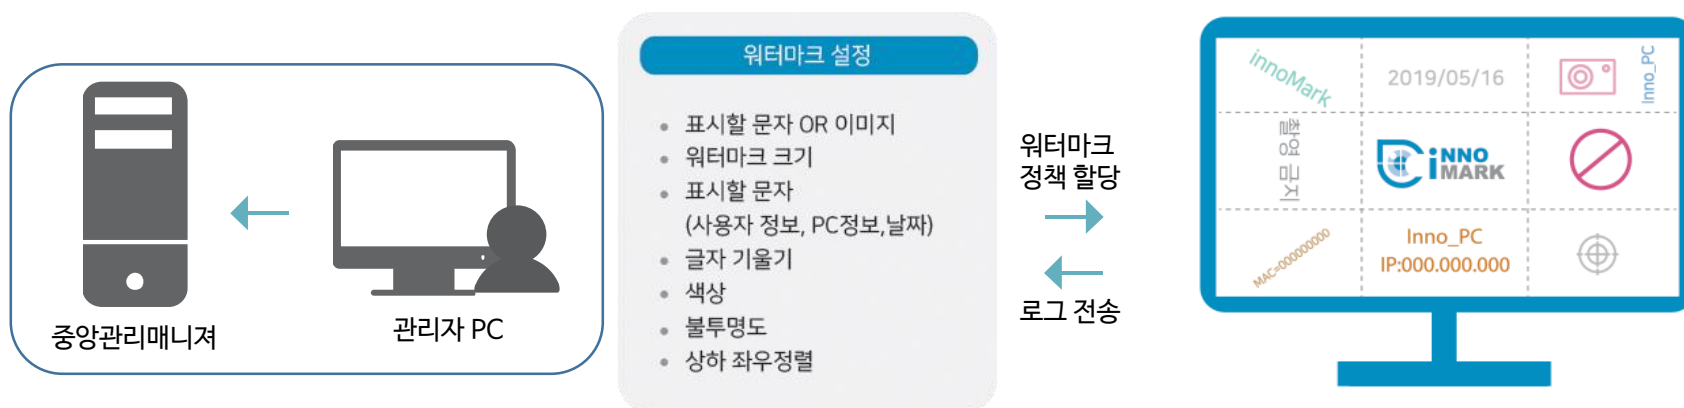 중앙관리매니져
관리자 PC
워터마크 설정
표시할 문자 OR 이미지
워터마크 크기
표시할 문자
(사용자 정보, PC정보,날짜)
글자 기울기
색상
불투명도
상하 좌우정렬
워터마크
정책 할당
로그 전송
innoMark
2019/05/16
Inno_PC
촬영 금지
iNNO
MARK
MAC=000000000
Inno_PC
IP:000.000.000